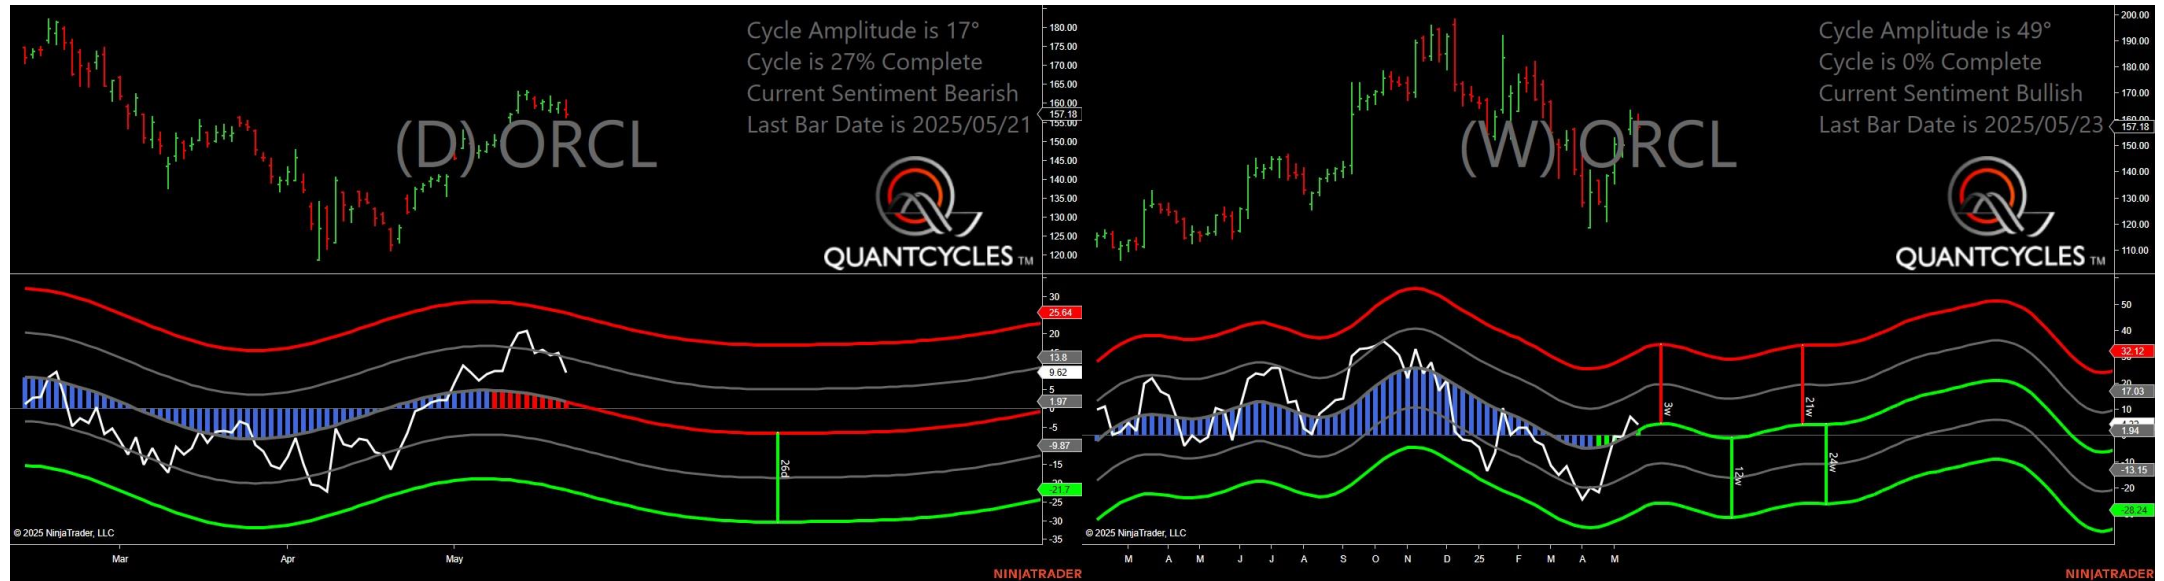 Cycle Amplitude is 17°
Cycle is 27% Complete
Current Sentiment Bearish
Last Bar Date is 2025/05/21
(D) ORCL
QUANTCYCLES TM
180.00
175.00
170.00
165.00
160.00
157.18
155.00
150.00
145.00
140.00
135.00
130.00
125.00
120.00
30
25.64
20
13.8
9.62
5
1.97
0
-5
-9.87
-15
-21.7
-25
-30
-35
26d
© 2025 NinjaTrader, LLC
Mar Apr May
NINJATRADER
Cycle Amplitude is 49°
Cycle is 0% Complete
Current Sentiment Bullish
Last Bar Date is 2025/05/23
(W) ORCL
QUANTCYCLES TM
200.00
190.00
180.00
170.00
160.00
157.18
150.00
140.00
130.00
120.00
110.00
50
40
32.12
20
17.03
10
1.94
-10
-13.15
-20
-28.24
3w
12w
21w
24w
© 2025 NinjaTrader, LLC
M A M J J A S O N D 25 F M A M
NINJATRADER